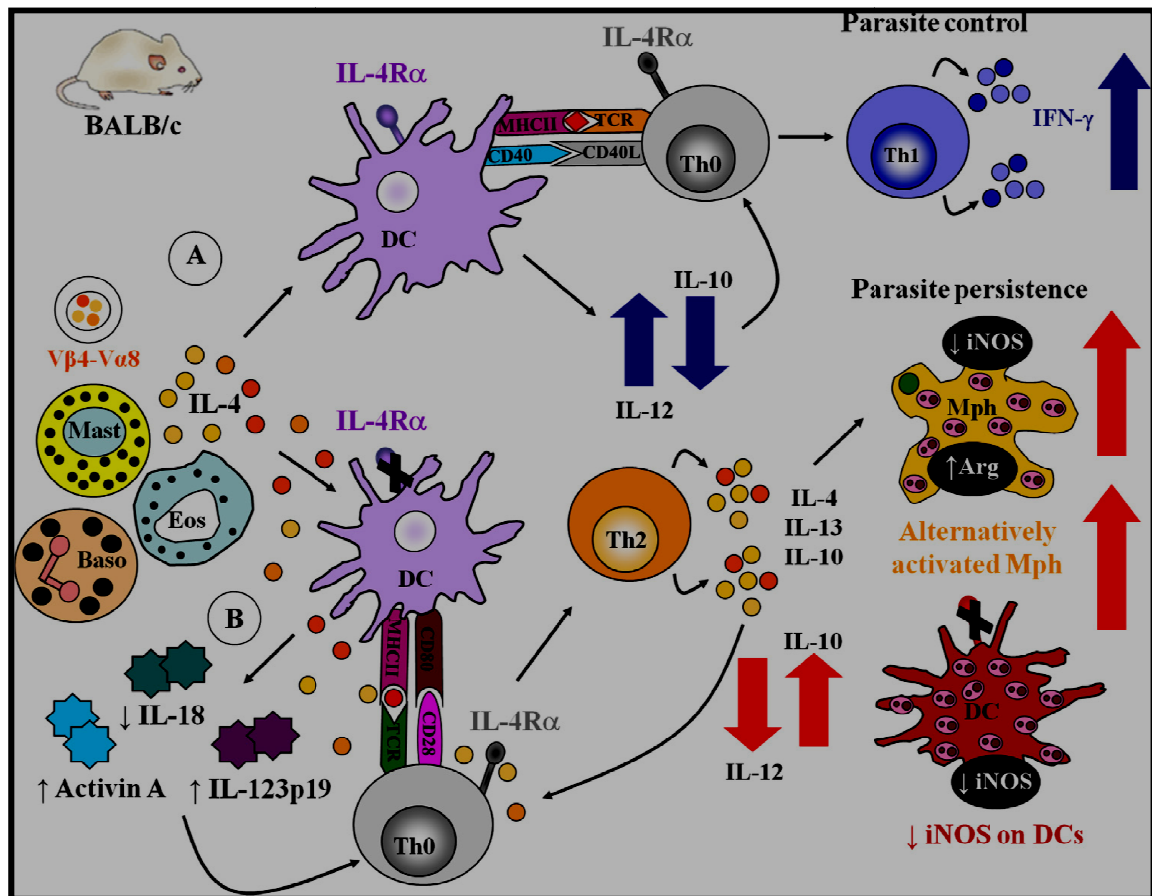 BALB/c
IL-4Rα
IL-4Rα
Parasite control
MHCII
TCR
CD40
CD40L
Th0
Th1
IFN-γ
DC
A
Vβ4-Vα8
IL-4
Mast
Eos
Baso
IL-10
IL-12
Parasite persistence
↓ iNOS
Mph
↑Arg
Alternatively
activated Mph
IL-4Rα
DC
Th2
IL-4
IL-13
IL-10
B
↓ IL-18
↑ Activin A
↑ IL-123p19
MHCII
CD80
TCR
CD28
IL-4Rα
Th0
IL-10
IL-12
DC
↓ iNOS
↓ iNOS on DCs